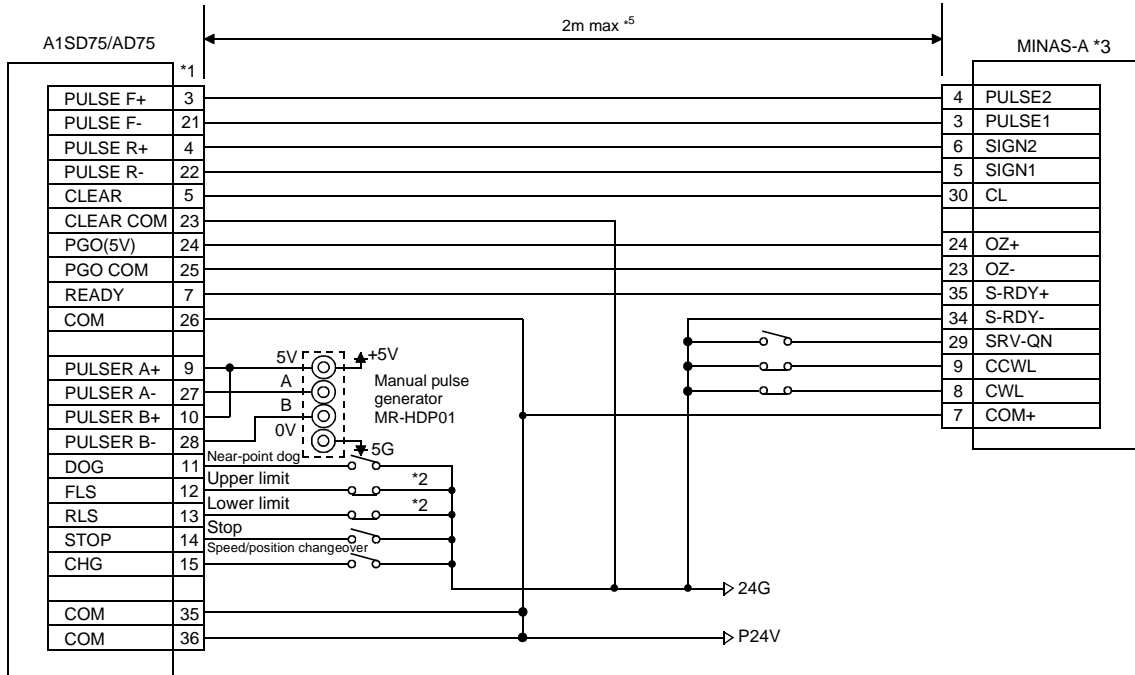 2m max *5
A1SD75/AD75
MINAS-A *3
*1
PULSE F+ 3
4 PULSE2
PULSE F- 21
3 PULSE1
PULSE R+ 4
6 SIGN2
PULSE R- 22
5 SIGN1
CLEAR 5
30 CL
CLEAR COM 23
PGO(5V) 24
24 OZ+
PGO COM 25
23 OZ-
READY 7
35 S-RDY+
COM 26
34 S-RDY-
29 SRV-QN
9 CCWL
8 CWL
7 COM+
PULSER A+ 9
5V
+5V
PULSER A- 27
A
PULSER B+ 10
B
PULSER B- 28
0V
5G
Manual pulse
generator
MR-HDP01
DOG 11
Near-point dog
FLS 12
Upper limit
*2
RLS 13
Lower limit
*2
STOP 14
Stop
CHG 15
Speed/position changeover
24G
COM 35
COM 36
P24V